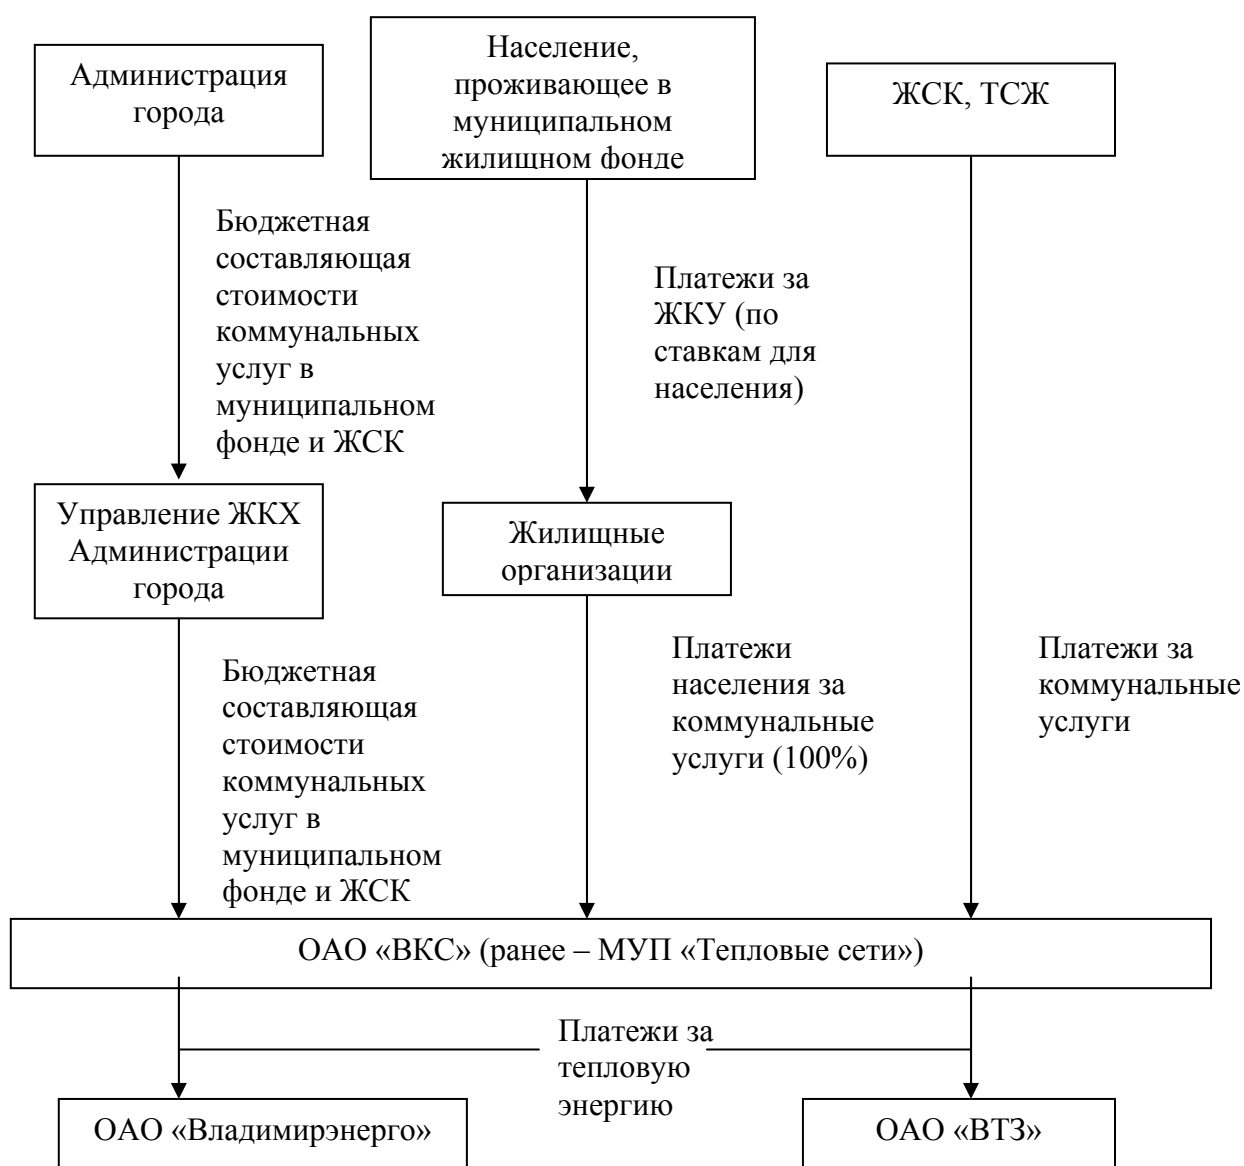 Администрация
города
Население,
проживающее в
муниципальном
жилищном фонде
ЖСК, ТСЖ
Бюджетная
составляющая
стоимости
коммунальных
услуг в
муниципальном
фонде и ЖСК
Платежи за
ЖКУ (по
ставкам для
населения)
Управление ЖКХ
Администрации
города
Жилищные
организации
Бюджетная
составляющая
стоимости
коммунальных
услуг в
муниципальном
фонде и ЖСК
Платежи
населения за
коммунальные
услуги (100%)
Платежи за
коммунальные
услуги
ОАО «ВКС» (ранее – МУП «Тепловые сети»)
Платежи за
тепловую
энергию
ОАО «Владимирэнерго»
ОАО «ВТЗ»